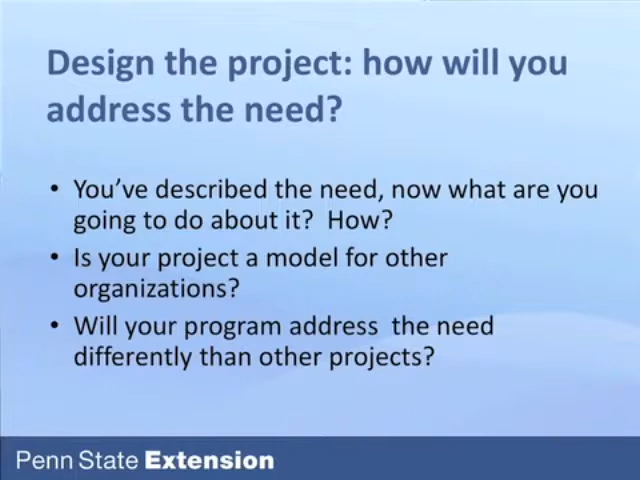 Design the project: how will you
address the need?
• You've described the need, now what are you
going to do about it?  How?
• Is your project a model for other
organizations?
• Will your program address  the need
differently than other projects?
Penn State Extension